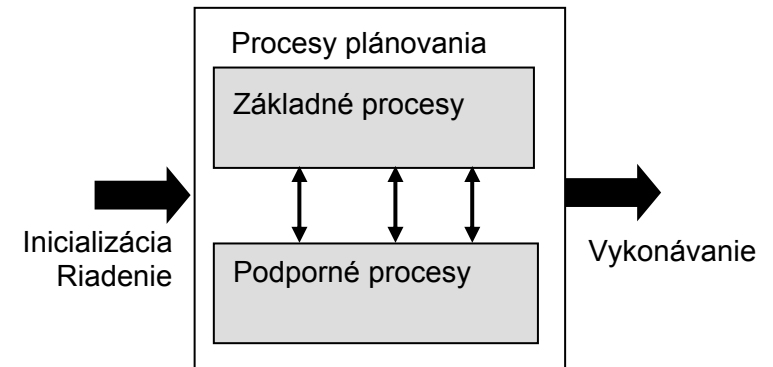 Procesy plánovania
Základné procesy
Inicializácia
Riadenie
Podporné procesy
Vykonávanie